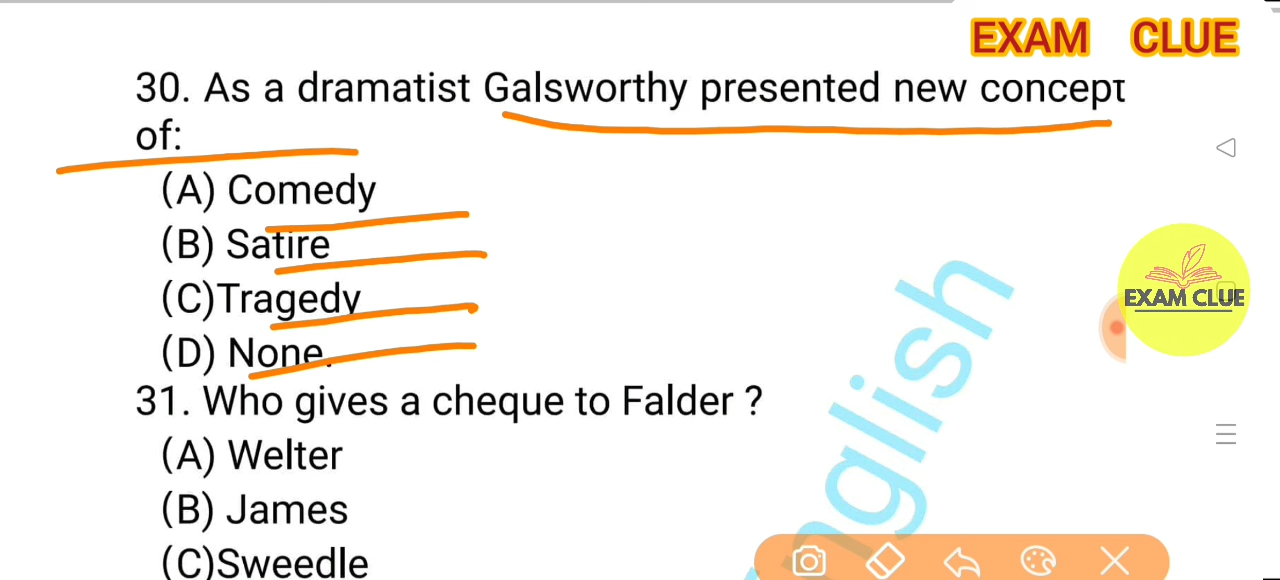 EXAM CLUE
30. As a dramatist Galsworthy presented new concept
of:
(A) Comedy
(B) Satire
(C)Tragedy
(D) None.
31. Who gives a cheque to Falder ?
(A) Welter
(B) James
(C)Sweedle
EXAM CLUE